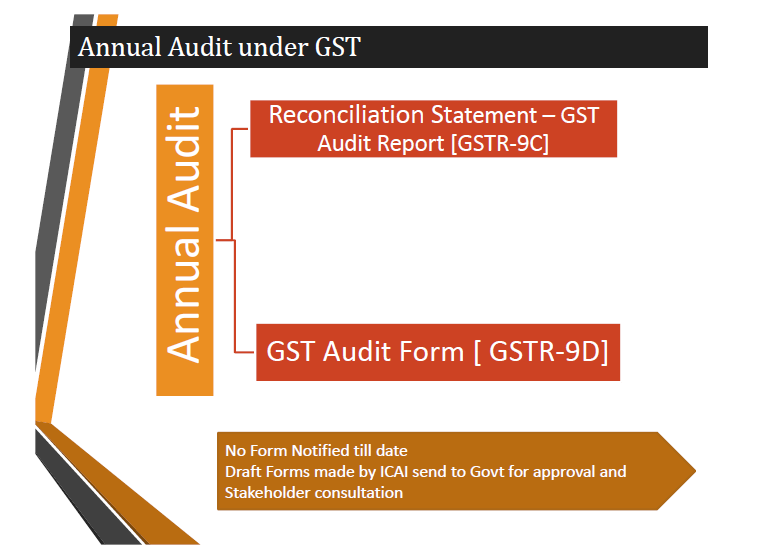 Annual Audit under GST
Annual Audit
Reconciliation Statement – GST
Audit Report [GSTR-9C]
GST Audit Form [ GSTR-9D]
No Form Notified till date
Draft Forms made by ICAI send to Govt for approval and
Stakeholder consultation